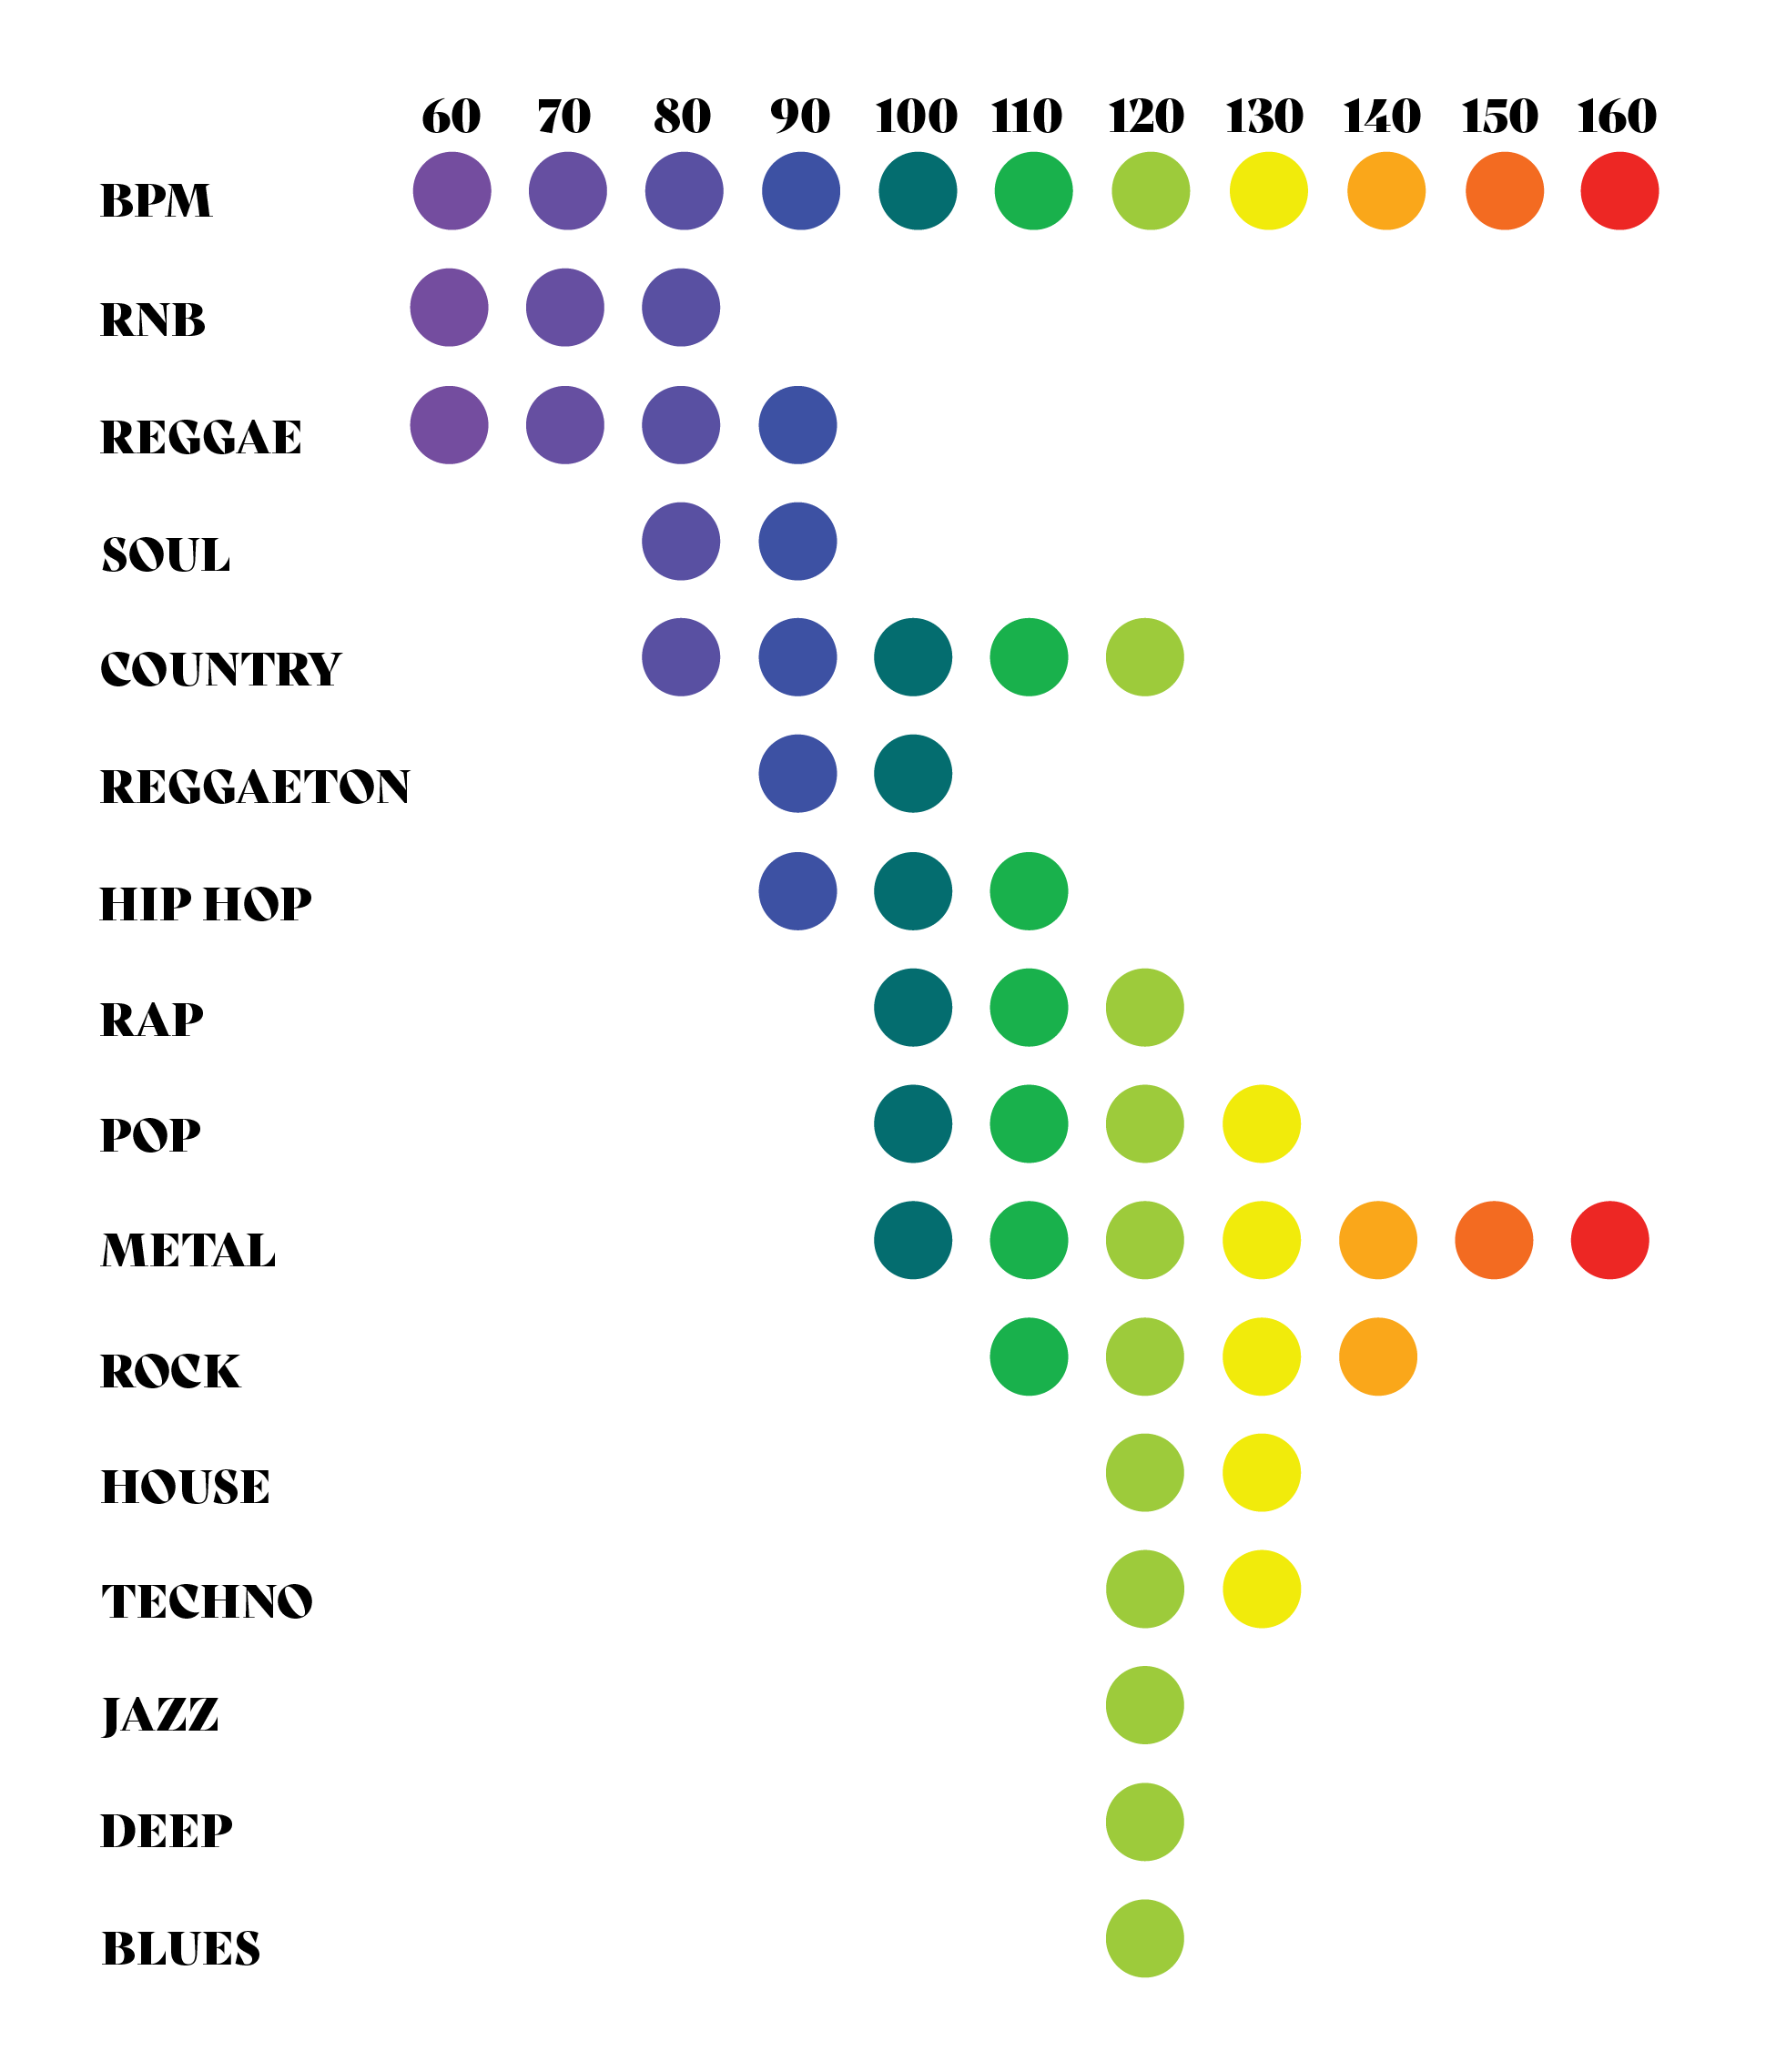 60 70 80 90 100 110 120 130 140 150 160
BPM
RNB
REGGAE
SOUL
COUNTRY
REGGAETON
HIP HOP
RAP
POP
METAL
ROCK
HOUSE
TECHNO
JAZZ
DEEP
BLUES